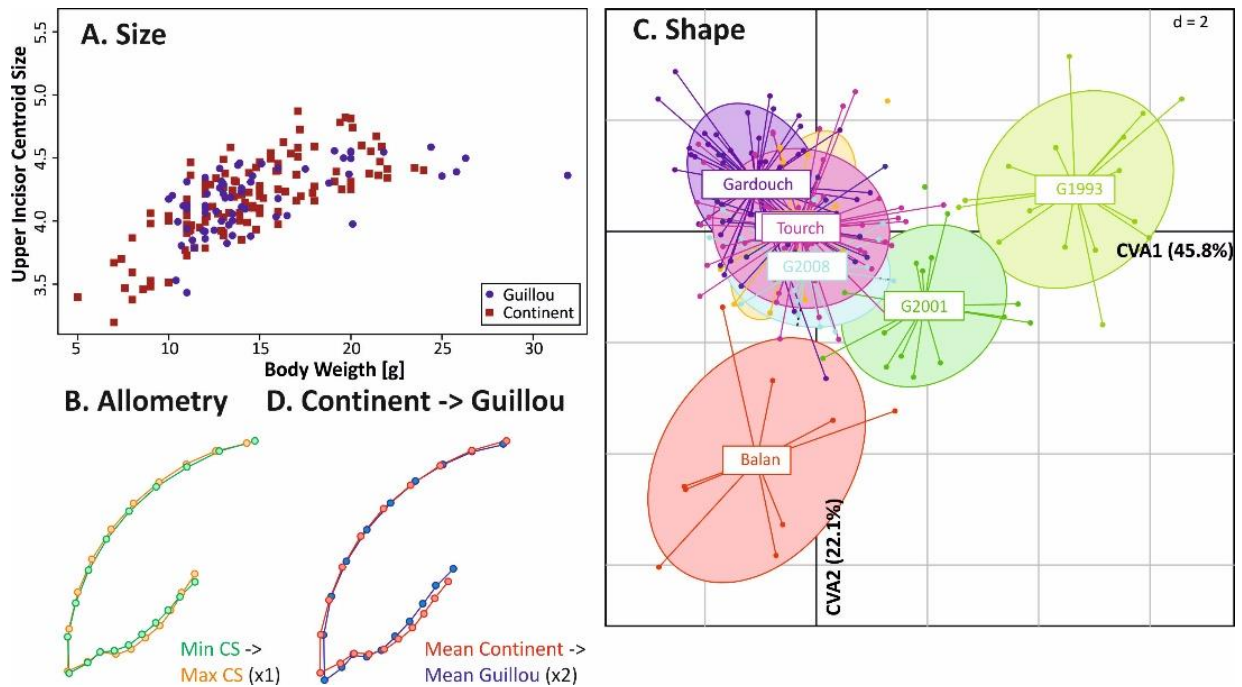 A. Size
Upper Incisor Centroid Size
5.5
5.0
4.5
4.0
3.5
5
10
15
20
25
30
Body Weigth [g]
Guillou
Continent
B. Allometry
Min CS ->
Max CS (x1)
D. Continent -> Guillou
Mean Continent ->
Mean Guillou (x2)
C. Shape
d = 2
Gardouch
Tourch
G2008
G2001
G1993
Balan
CVA1 (45.8%)
CVA2 (22.1%)